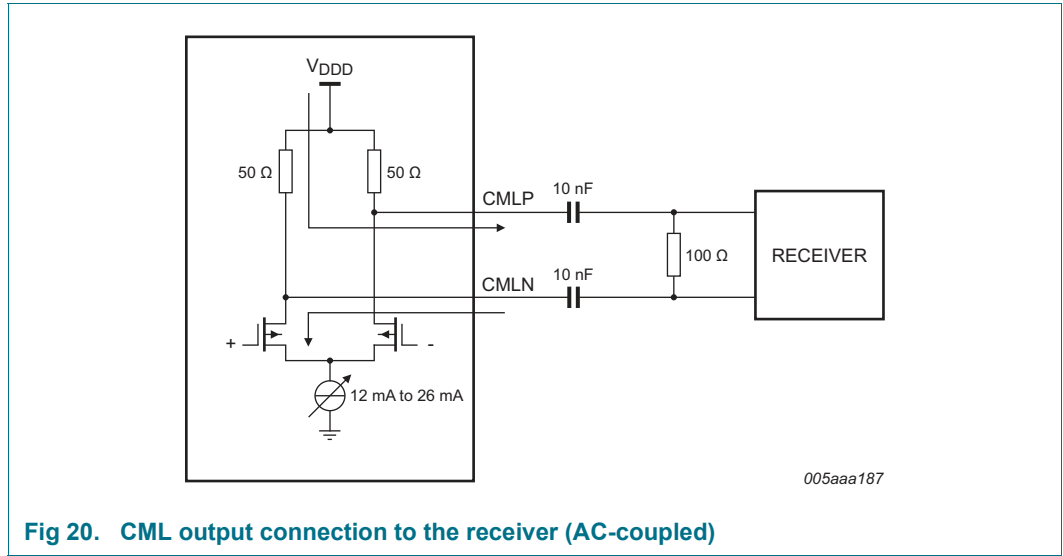 VDDD
50 Ω
50 Ω
CMLP
10 nF
100 Ω
RECEIVER
CMLN
10 nF
+
-
12 mA to 26 mA
005aaa187
Fig 20. CML output connection to the receiver (AC-coupled)